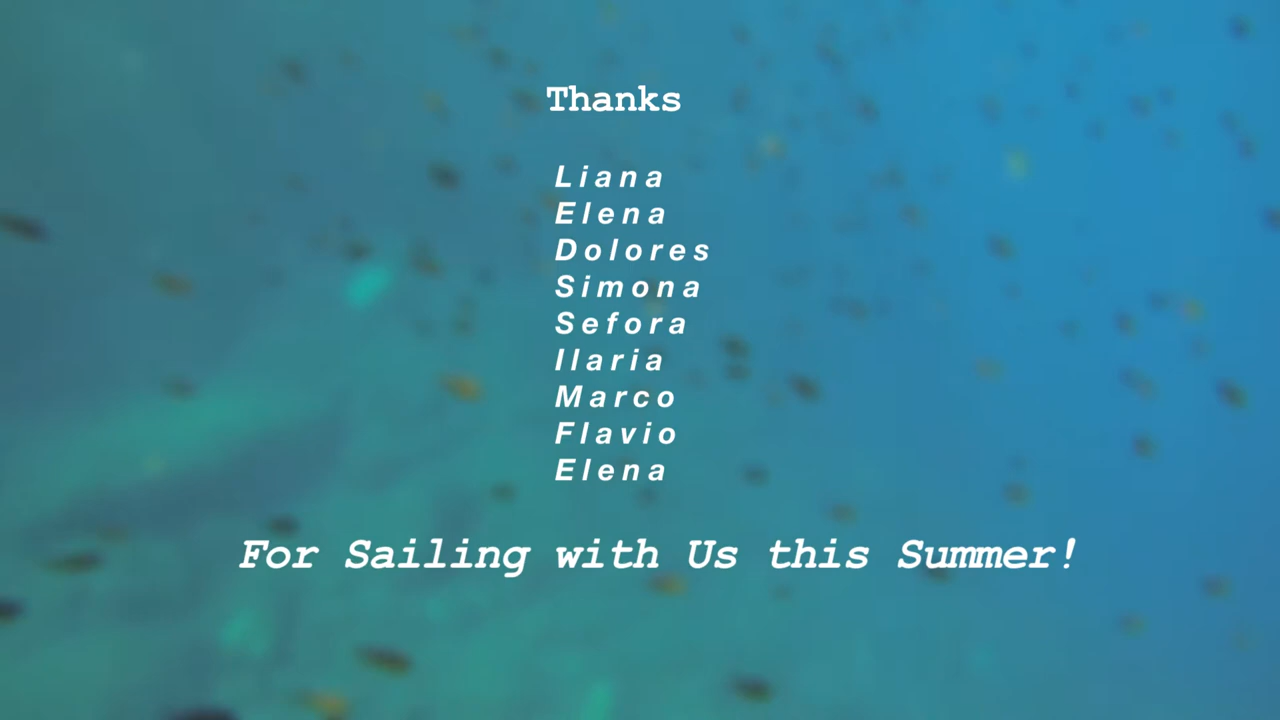 Thanks
Liana
Elena
Dolores
Simona
Sefora
Ilaria
Marco
Flavio
Elena
For Sailing with Us this Summer!